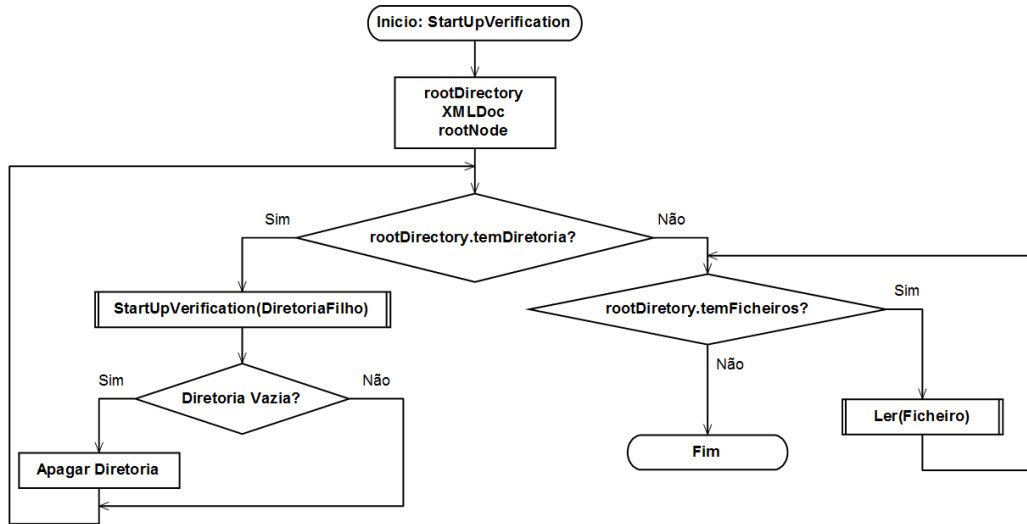 Inicio: StartUpVerification
rootDirectory
XMLDoc
rootNode
Sim
Não
rootDirectory.temDiretoria?
StartUpVerification(DiretoriaFilho)
rootDiretory.temFicheiros?
Sim
Sim
Não
Diretoria Vazia?
Não
Ler(Ficheiro)
Apagar Diretoria
Fim